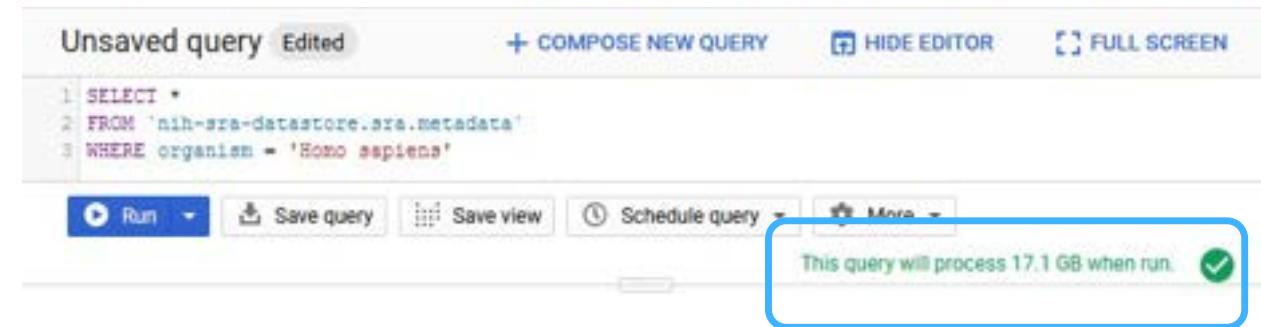 Unsaved query Edited + COMPOSE NEW QUERY HIDE EDITOR FULL SCREEN
1 SELECT *
2 FROM `nih-sra-datastore.sra.metadata`
3 WHERE organism = 'Homo sapiens'
Run Save query Save view Schedule query More
This query will process 17.1 GB when run.